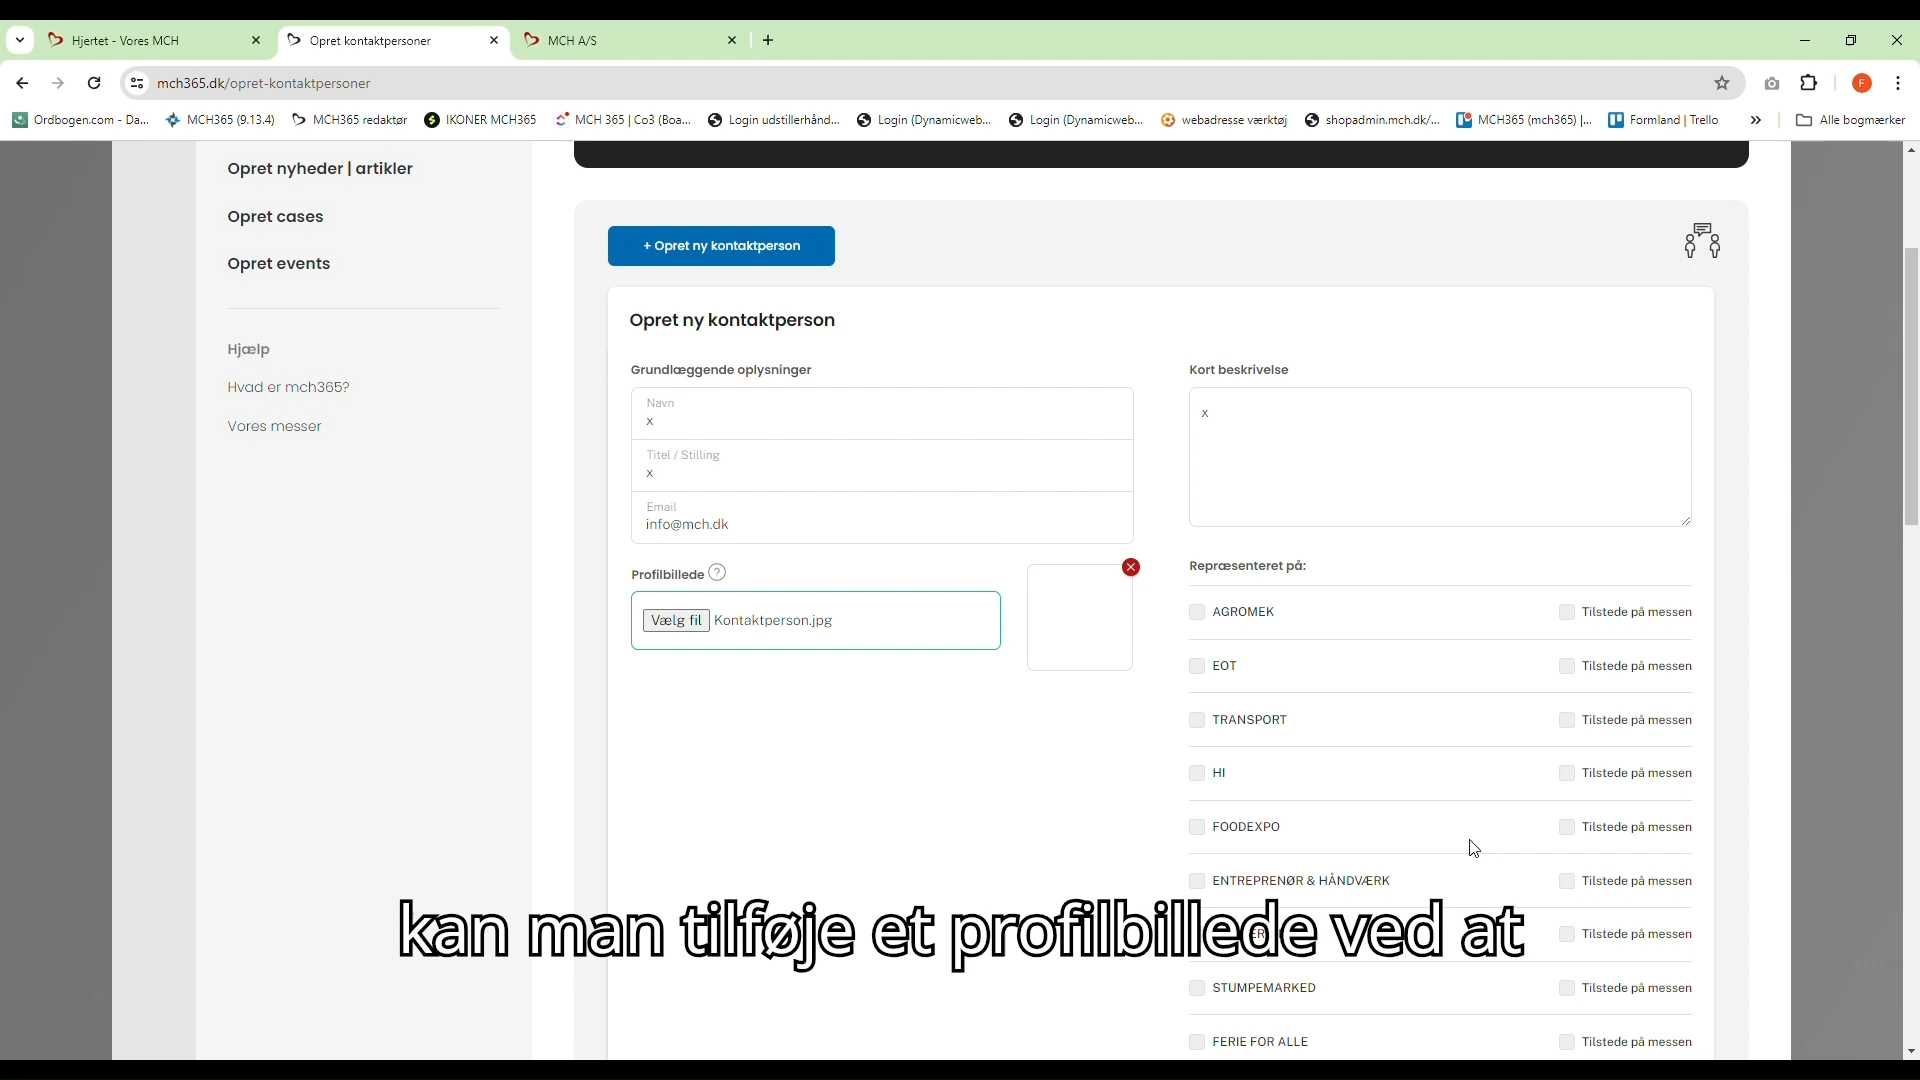 Hjertet - Vores MCH
Opret kontaktpersoner
MCH A/S
mch365.dk/opret-kontaktpersoner
F
Ordbogen.com - Da...
MCH365 (9.13.4)
MCH365 redaktør
IKONER MCH365
MCH 365 | Co3 (Boa...
Login udstillerhånd...
Login (Dynamicweb...
Login (Dynamicweb...
webadresse værktøj
shopadmin.mch.dk/...
MCH365 (mch365) |...
Formland | Trello
Alle bogmærker
Opret nyheder | artikler
Opret cases
Opret events
Hjælp
Hvad er mch365?
Vores messer
+ Opret ny kontaktperson
Opret ny kontaktperson
Grundlæggende oplysninger
Navn
x
Titel / Stilling
x
Email
info@mch.dk
Profilbillede ?
Vælg fil Kontaktperson.jpg
Kort beskrivelse
x
Repræsenteret på:
AGROMEK Tilstede på messen
EOT Tilstede på messen
TRANSPORT Tilstede på messen
HI Tilstede på messen
FOODEXPO Tilstede på messen
ENTREPRENØR & HÅNDVÆRK Tilstede på messen
Tilstede på messen
STUMPEMARKED Tilstede på messen
FERIE FOR ALLE Tilstede på messen
kan man tilføje et profilbillede ved at